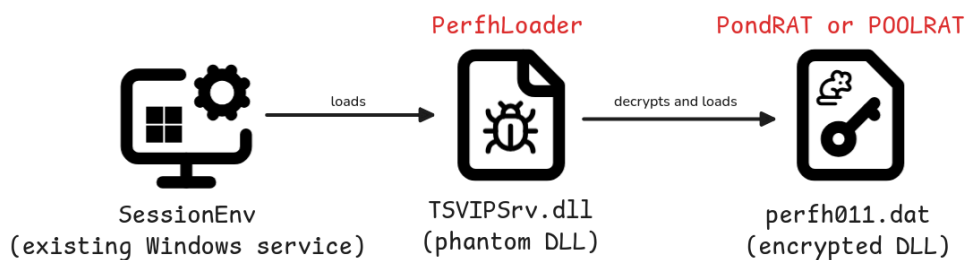 PerfhLoader
PondRAT or POOLRAT
loads
decrypts and loads
SessionEnv
(existing Windows service)
TSVIPSrv.dll
(phantom DLL)
perfh011.dat
(encrypted DLL)